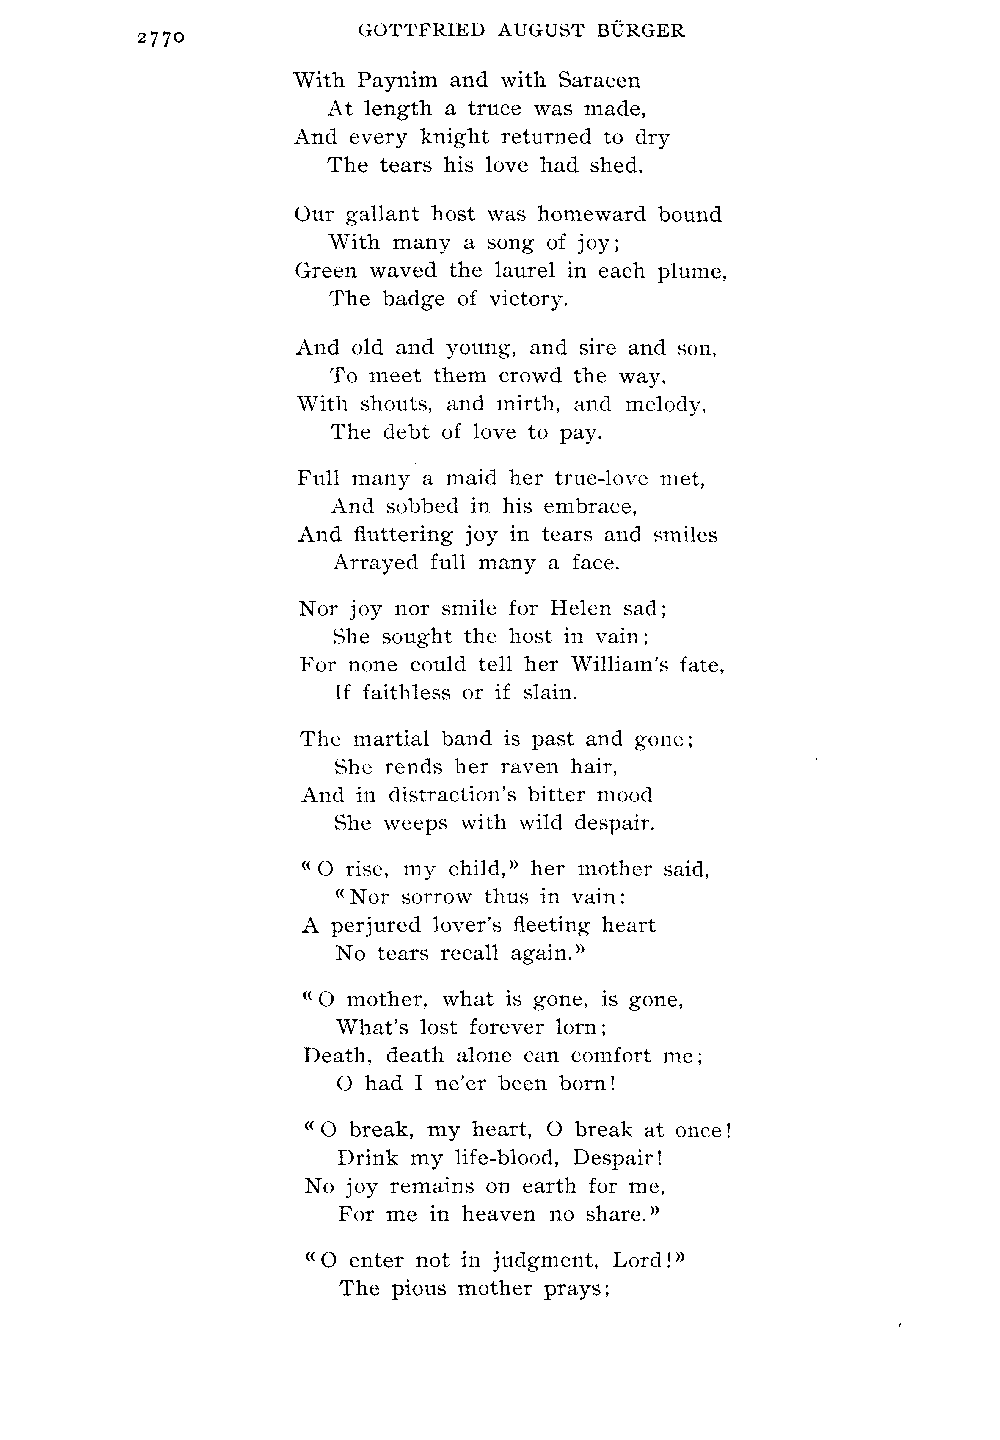 2770
GOTTFRIED AUGUST BÜRGER
With Paynim and with Saracen
At length a truce was made,
And every knight returned to dry
The tears his love had shed.
Our gallant host was homeward bound
With many a song of joy;
Green waved the laurel in each plume,
The badge of victory.
And old and young, and sire and son,
To meet them crowd the way,
With shouts, and mirth, and melody,
The debt of love to pay.
Full many a maid her true-love met,
And sobbed in his embrace,
And fluttering joy in tears and smiles
Arrayed full many a face.
Nor joy nor smile for Helen sad;
She sought the host in vain;
For none could tell her William's fate,
If faithless or if slain.
The martial band is past and gone;
She rends her raven hair,
And in distraction's bitter mood
She weeps with wild despair.
«O rise, my child,» her mother said,
«Nor sorrow thus in vain:
A perjured lover's fleeting heart
No tears recall again.»
«O mother, what is gone, is gone,
What's lost forever lorn;
Death, death alone can comfort me;
O had I ne'er been born!
«O break, my heart, O break at once!
Drink my life-blood, Despair!
No joy remains on earth for me,
For me in heaven no share.»
«O enter not in judgment, Lord!»
The pious mother prays;